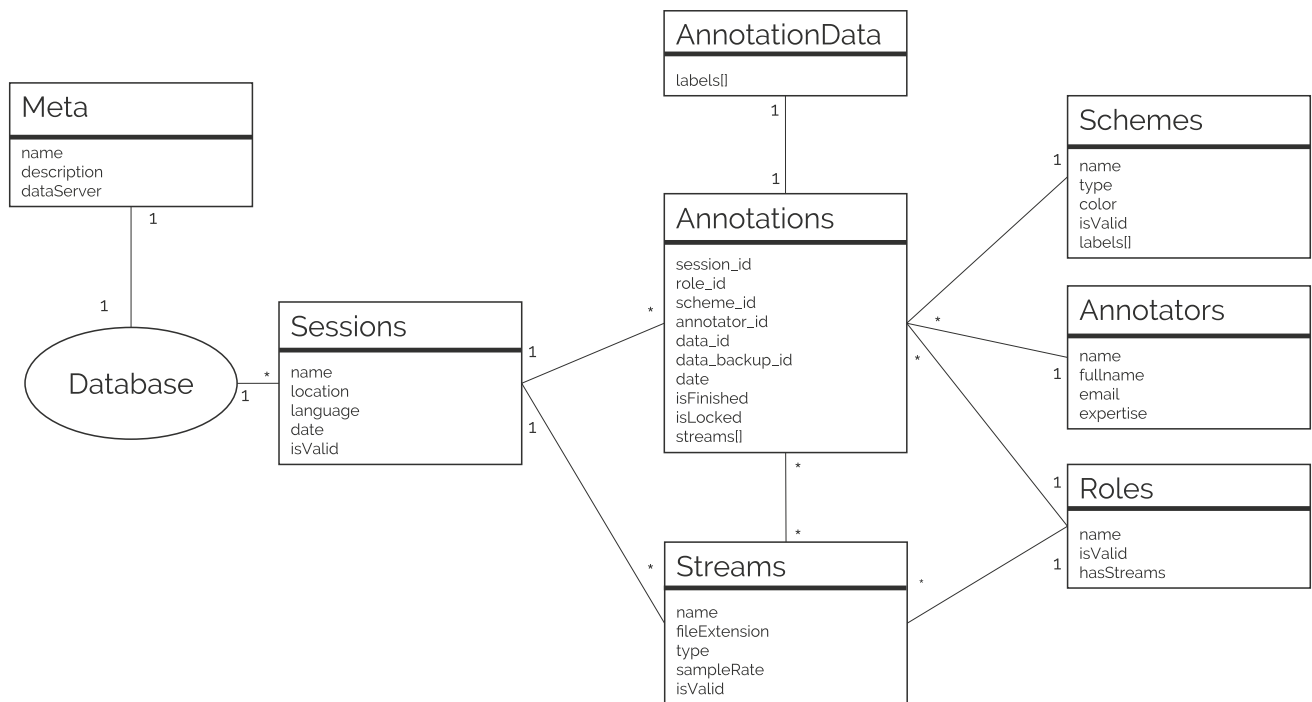 AnnotationData
labels[]
1
1
Meta
name
description
dataServer
1
1
Database
*
1
Sessions
name
location
language
date
isValid
1
1
*
*
Annotations
session_id
role_id
scheme_id
annotator_id
data_id
data_backup_id
date
isFinished
isLocked
streams[]
*
*
*
*
Streams
name
fileExtension
type
sampleRate
isValid
*
Schemes
name
type
color
isValid
labels[]
1
Annotators
name
fullname
email
expertise
1
Roles
name
isValid
hasStreams
1
1